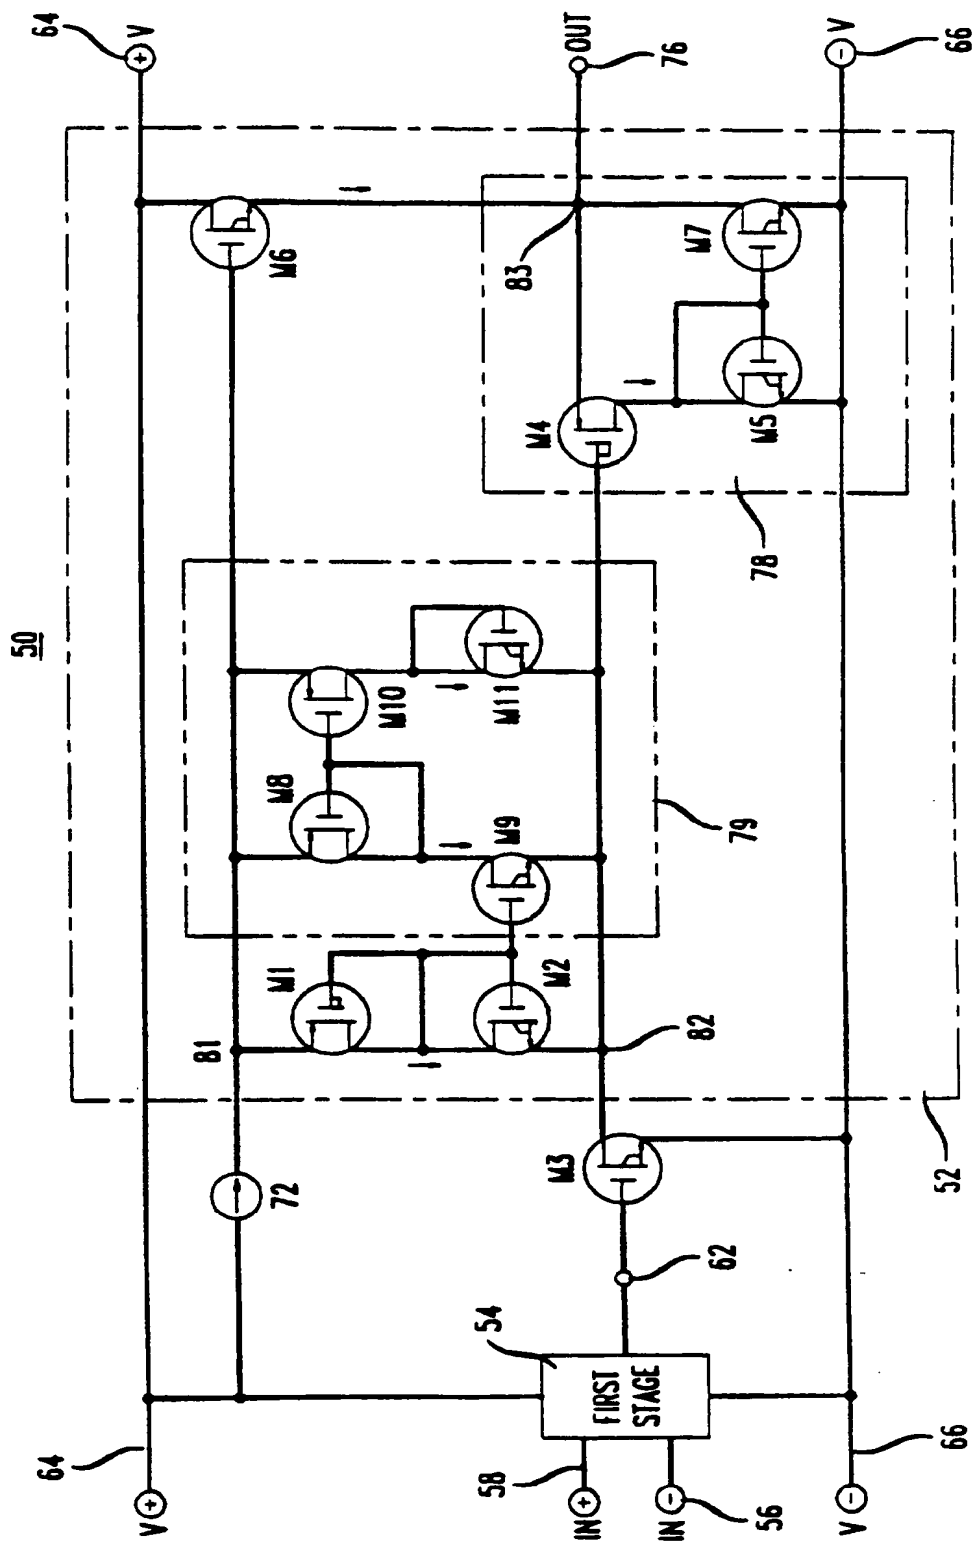 50
64
V +
64
+ V
72
81
M1
M8
M10
M6
M2
M9
M11
79
82
M3
62
54
FIRST
STAGE
58
IN +
IN -
56
V -
66
52
M4
M5
M7
78
83
OUT
76
- V
66